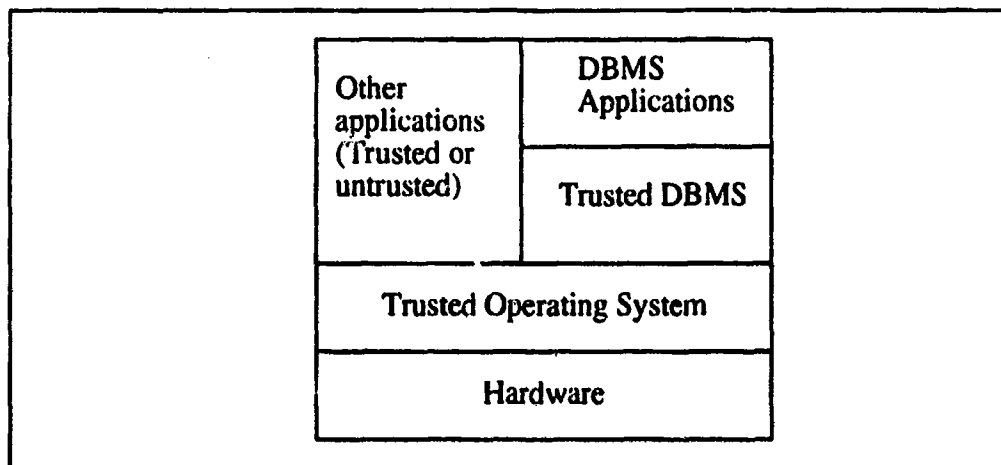 Other
applications
(Trusted or
untrusted)
DBMS
Applications
Trusted DBMS
Trusted Operating System
Hardware